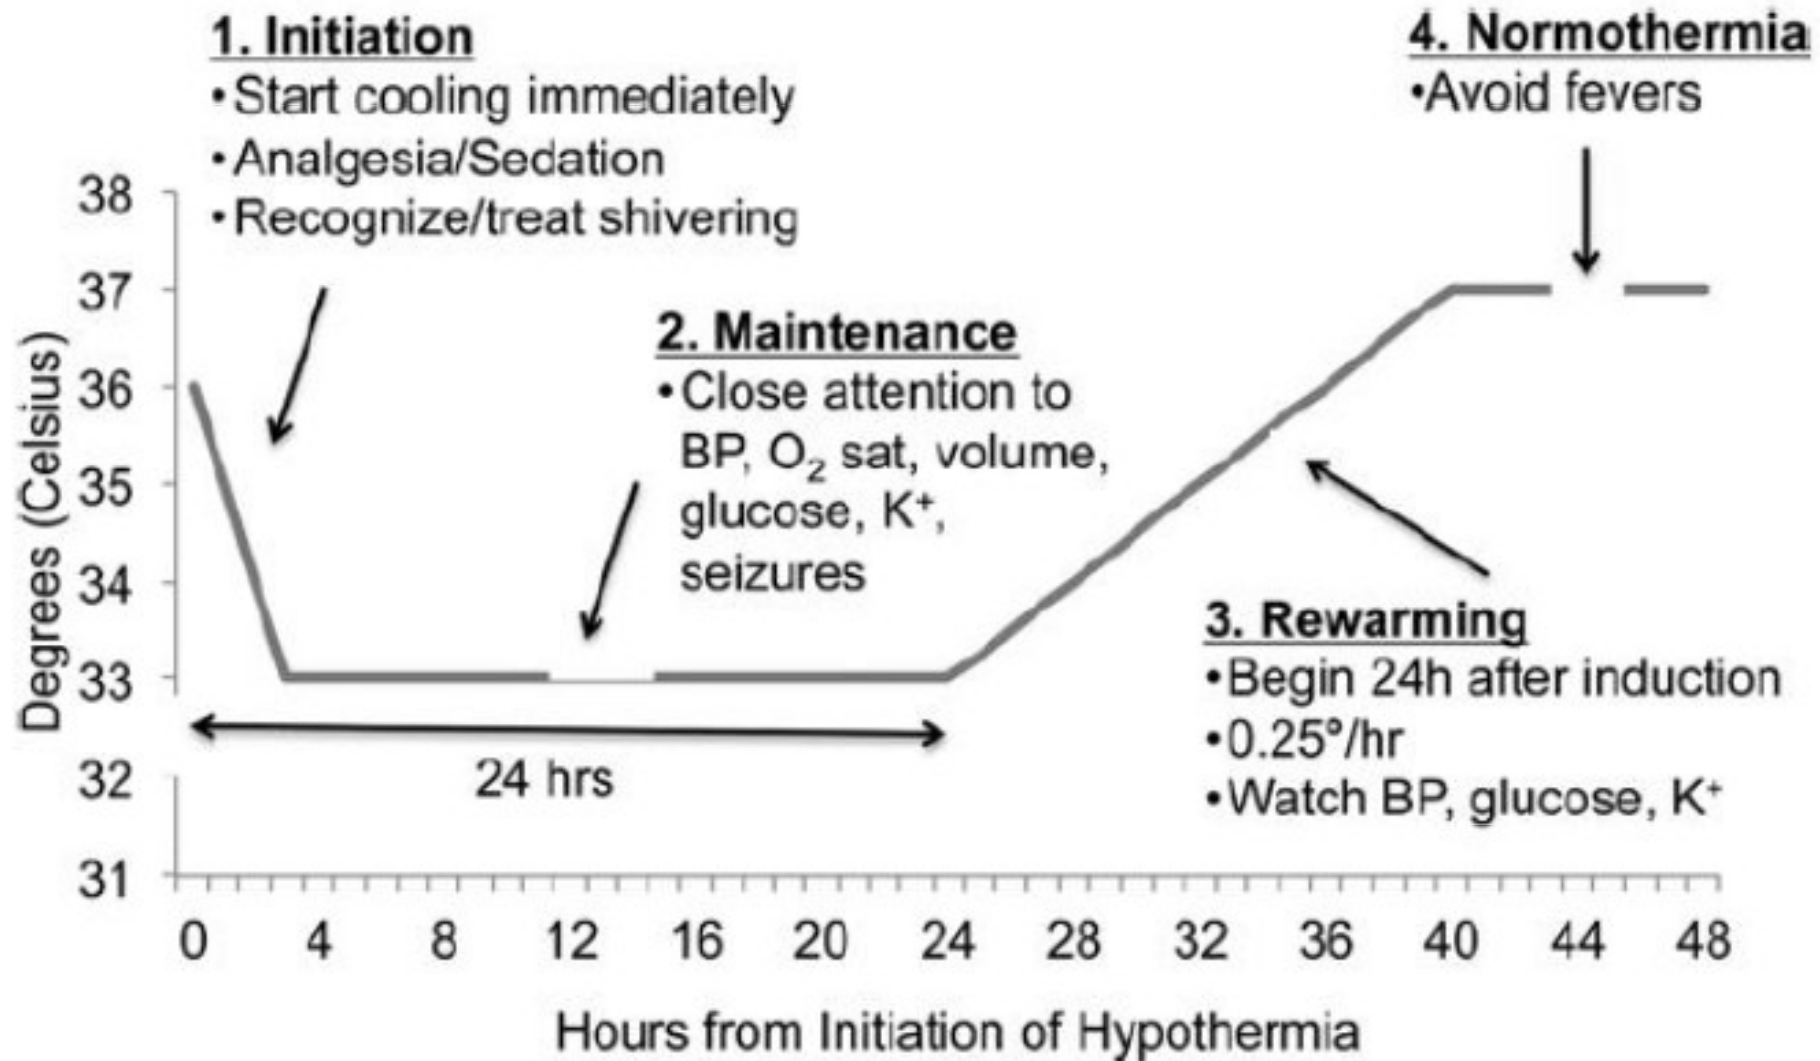 1. Initiation
•Start cooling immediately
•Analgesia/Sedation
•Recognize/treat shivering
4. Normothermia
•Avoid fevers
2. Maintenance
•Close attention to
BP, O₂ sat, volume,
glucose, K⁺,
seizures
3. Rewarming
•Begin 24h after induction
•0.25°/hr
•Watch BP, glucose, K⁺
24 hrs
Degrees (Celsius)
38
37
36
35
34
33
32
31
0 4 8 12 16 20 24 28 32 36 40 44 48
Hours from Initiation of Hypothermia